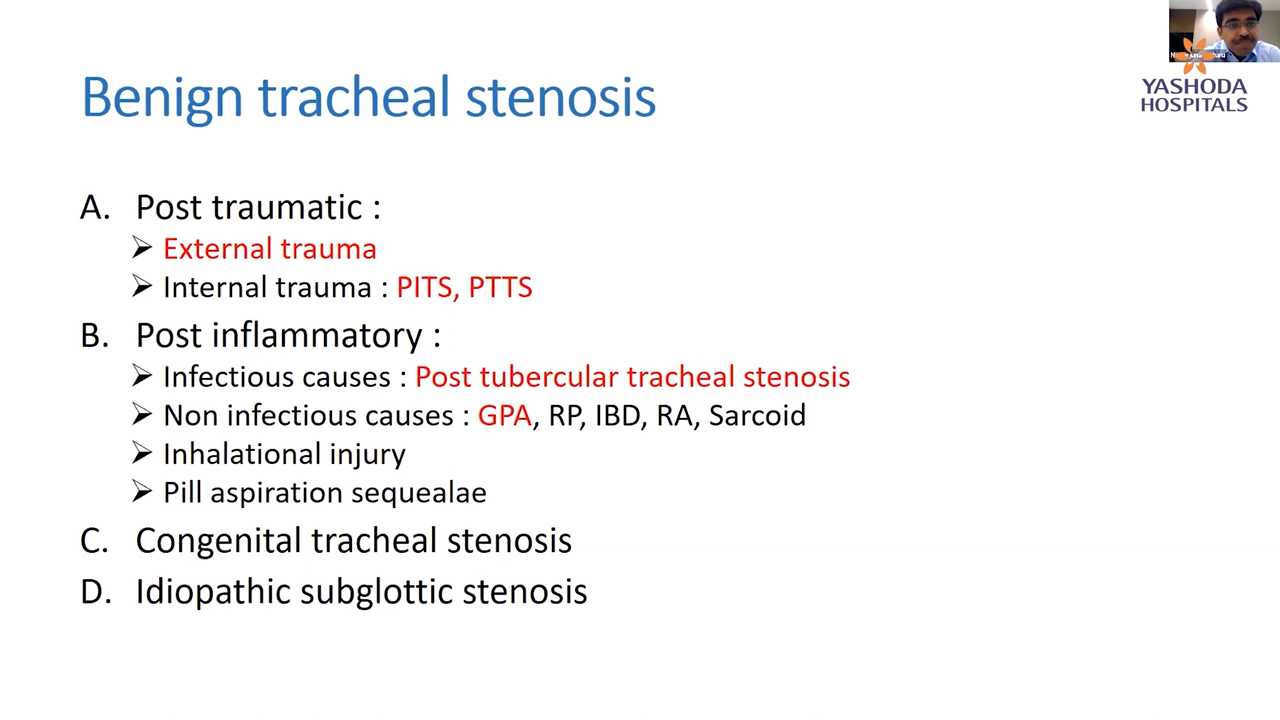 YASHODA
HOSPITALS
Benign tracheal stenosis
A. Post traumatic :
➢ External trauma
➢ Internal trauma : PITS, PTTS
B. Post inflammatory :
➢ Infectious causes : Post tubercular tracheal stenosis
➢ Non infectious causes : GPA, RP, IBD, RA, Sarcoid
➢ Inhalational injury
➢ Pill aspiration sequealae
C. Congenital tracheal stenosis
D. Idiopathic subglottic stenosis